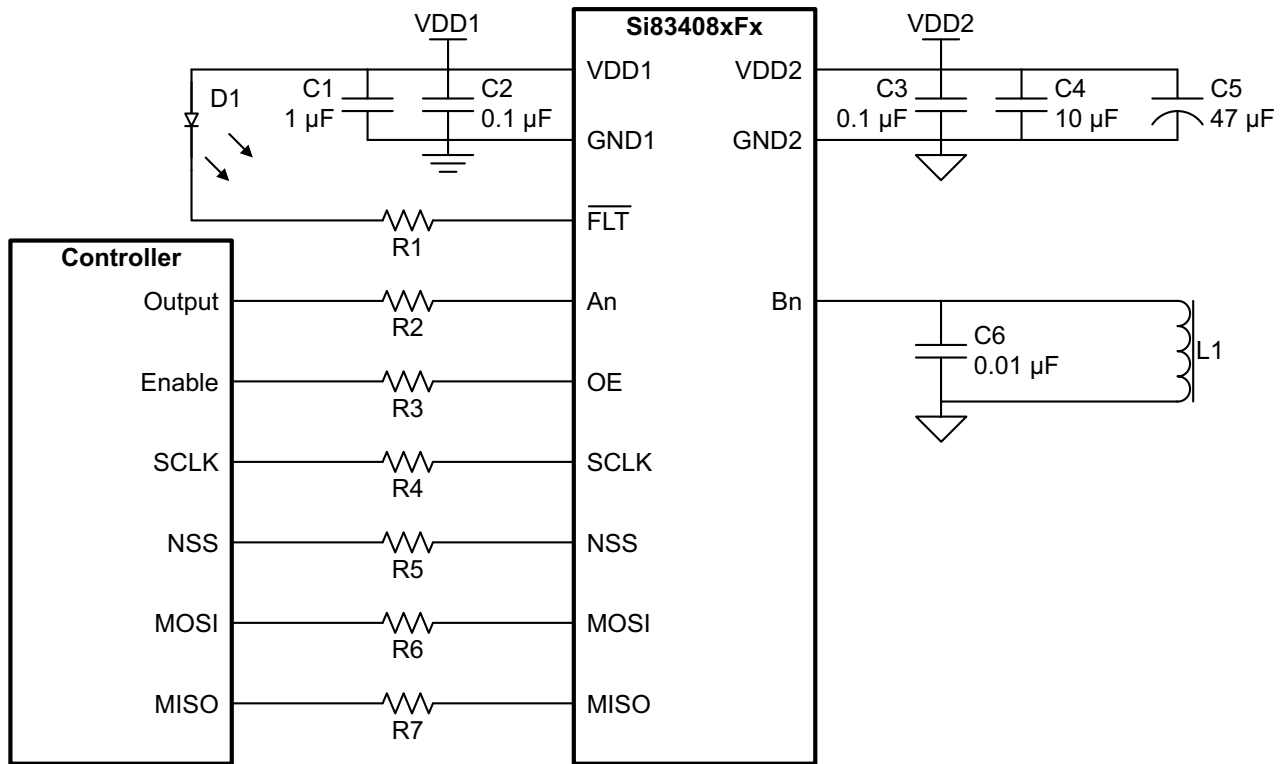 VDD1
Si83408xFx
VDD2
VDD1
VDD2
D1
C1
1 µF
C2
0.1 µF
C3
0.1 µF
C4
10 µF
C5
47 µF
GND1
GND2
FLT
R1
Controller
Output
R2
An
Bn
C6
0.01 µF
L1
Enable
R3
OE
SCLK
R4
SCLK
NSS
R5
NSS
MOSI
R6
MOSI
MISO
R7
MISO